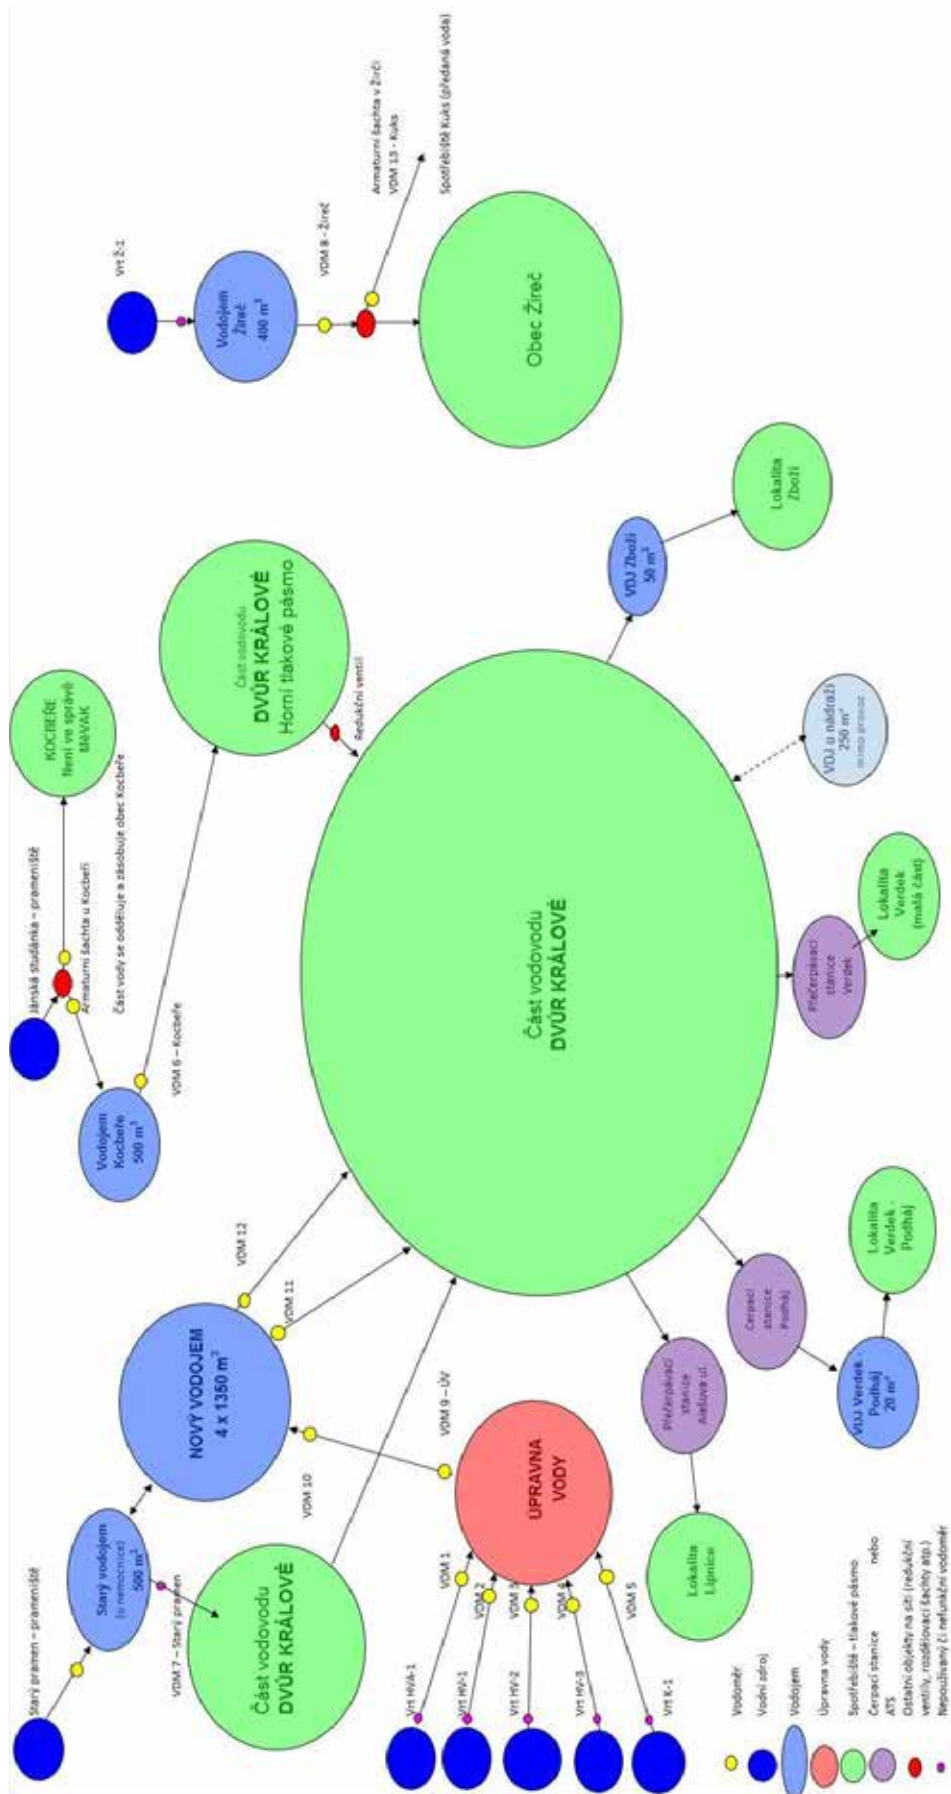 Starý pramen – prameniště
Starý vodojem
(u nemocnice)
500 m³
VDM 7 – Starý pramen
Část vodovodu
DVŮR KRÁLOVÉ
VDM 10
NOVÝ VODOJEM
4 x 1350 m³
VDM 12
VDM 11
VDM 9 – ÚV
ÚPRAVNA
VODY
VDM 1
VDM 2
VDM 3
VDM 4
VDM 5
Vrt HVA-1
Vrt HV-1
Vrt HV-2
Vrt HV-3
Vrt K-1
Jánská studánka – prameniště
Armaturní šachta u Kocbeří
Část vody se odděluje a zásobuje obec Kocbeře
KOCBEŘE
Není ve správě
MěVAK
Vodojem
Kocbeře
500 m³
VDM 6 – Kocbeře
Část vodovodu
DVŮR KRÁLOVÉ
Horní tlakové pásmo
Redukční ventil
Část vodovodu
DVŮR KRÁLOVÉ
Přečerpávací
stanice
Alešova ul.
Lokalita
Lipnice
Čerpací
stanice
Podháj
VDJ Verdek -
Podháj
20 m³
Lokalita
Verdek -
Podháj
Přečerpávací
stanice
Verdek
Lokalita
Verdek
(malá část)
VDJ u nádraží
250 m³
mimo provoz
VDJ Zboží
50 m³
Lokalita
Zboží
Vrt Ž-1
Vodojem
Žireč
400 m³
VDM 8 - Žireč
Armaturní šachta v Žirči
VDM 13 - Kuks
Spotřebiště Kuks (předaná voda)
Obec Žireč
Vodoměr
Vodní zdroj
Vodojem
Úpravna vody
Spotřebiště – tlakové pásmo
Čerpací stanice nebo
ATS
Ostatní objekty na síti (redukční
ventily, rozdělovací šachty atp.)
Nepoužívaný či nefunkční vodoměr